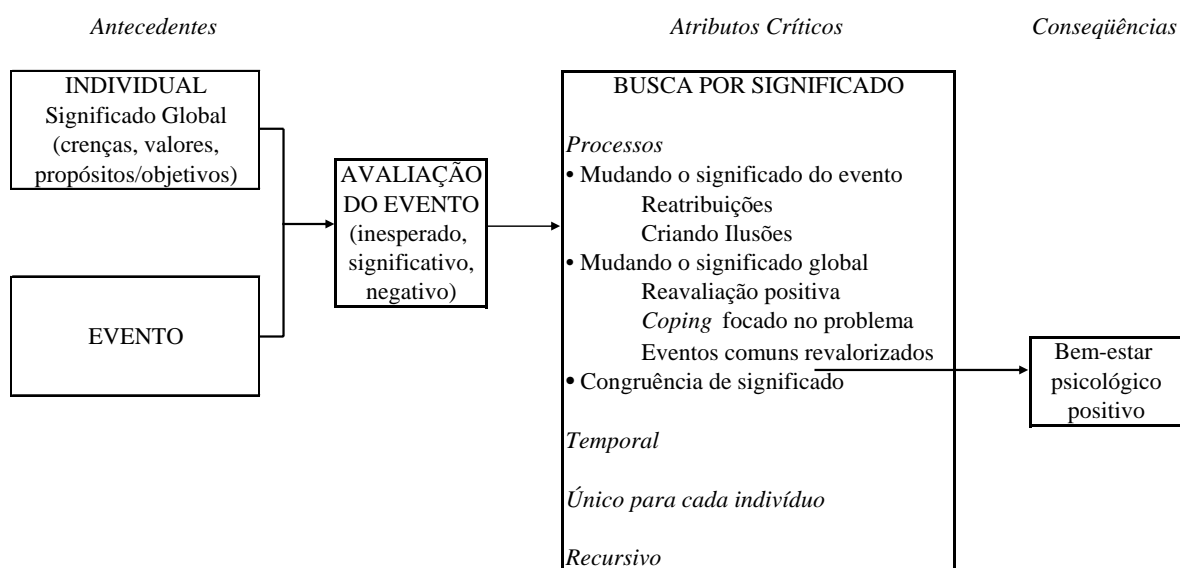 Antecedentes
Atributos Críticos
Conseqüências
INDIVIDUAL
Significado Global
(crenças, valores,
propósitos/objetivos)
EVENTO
AVALIAÇÃO
DO EVENTO
(inesperado,
significativo,
negativo)
BUSCA POR SIGNIFICADO
Processos
• Mudando o significado do evento
Reatribuições
Criando Ilusões
• Mudando o significado global
Reavaliação positiva
Coping focado no problema
Eventos comuns revalorizados
• Congruência de significado
Temporal
Único para cada indivíduo
Recursivo
Bem-estar
psicológico
positivo